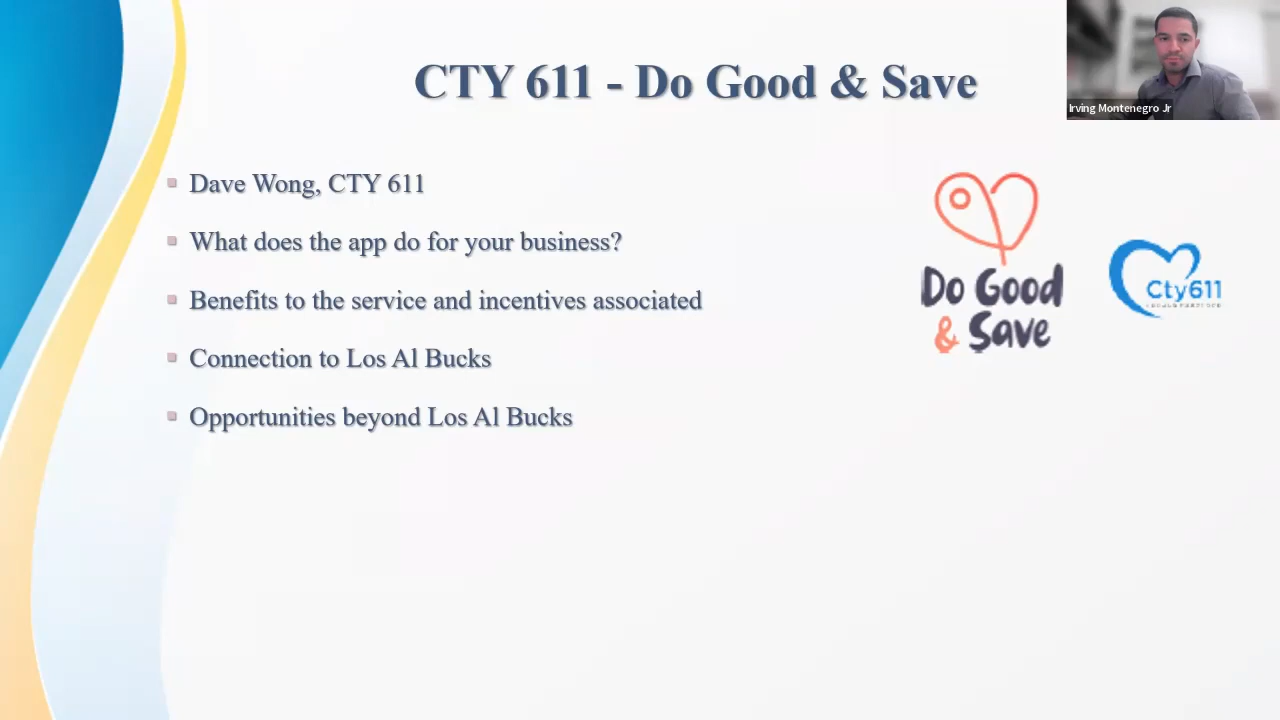 CTY 611 - Do Good & Save
Irving Montenegro Jr
Dave Wong, CTY 611
What does the app do for your business?
Benefits to the service and incentives associated
Connection to Los Al Bucks
Opportunities beyond Los Al Bucks
Do Good
& Save
Cty611